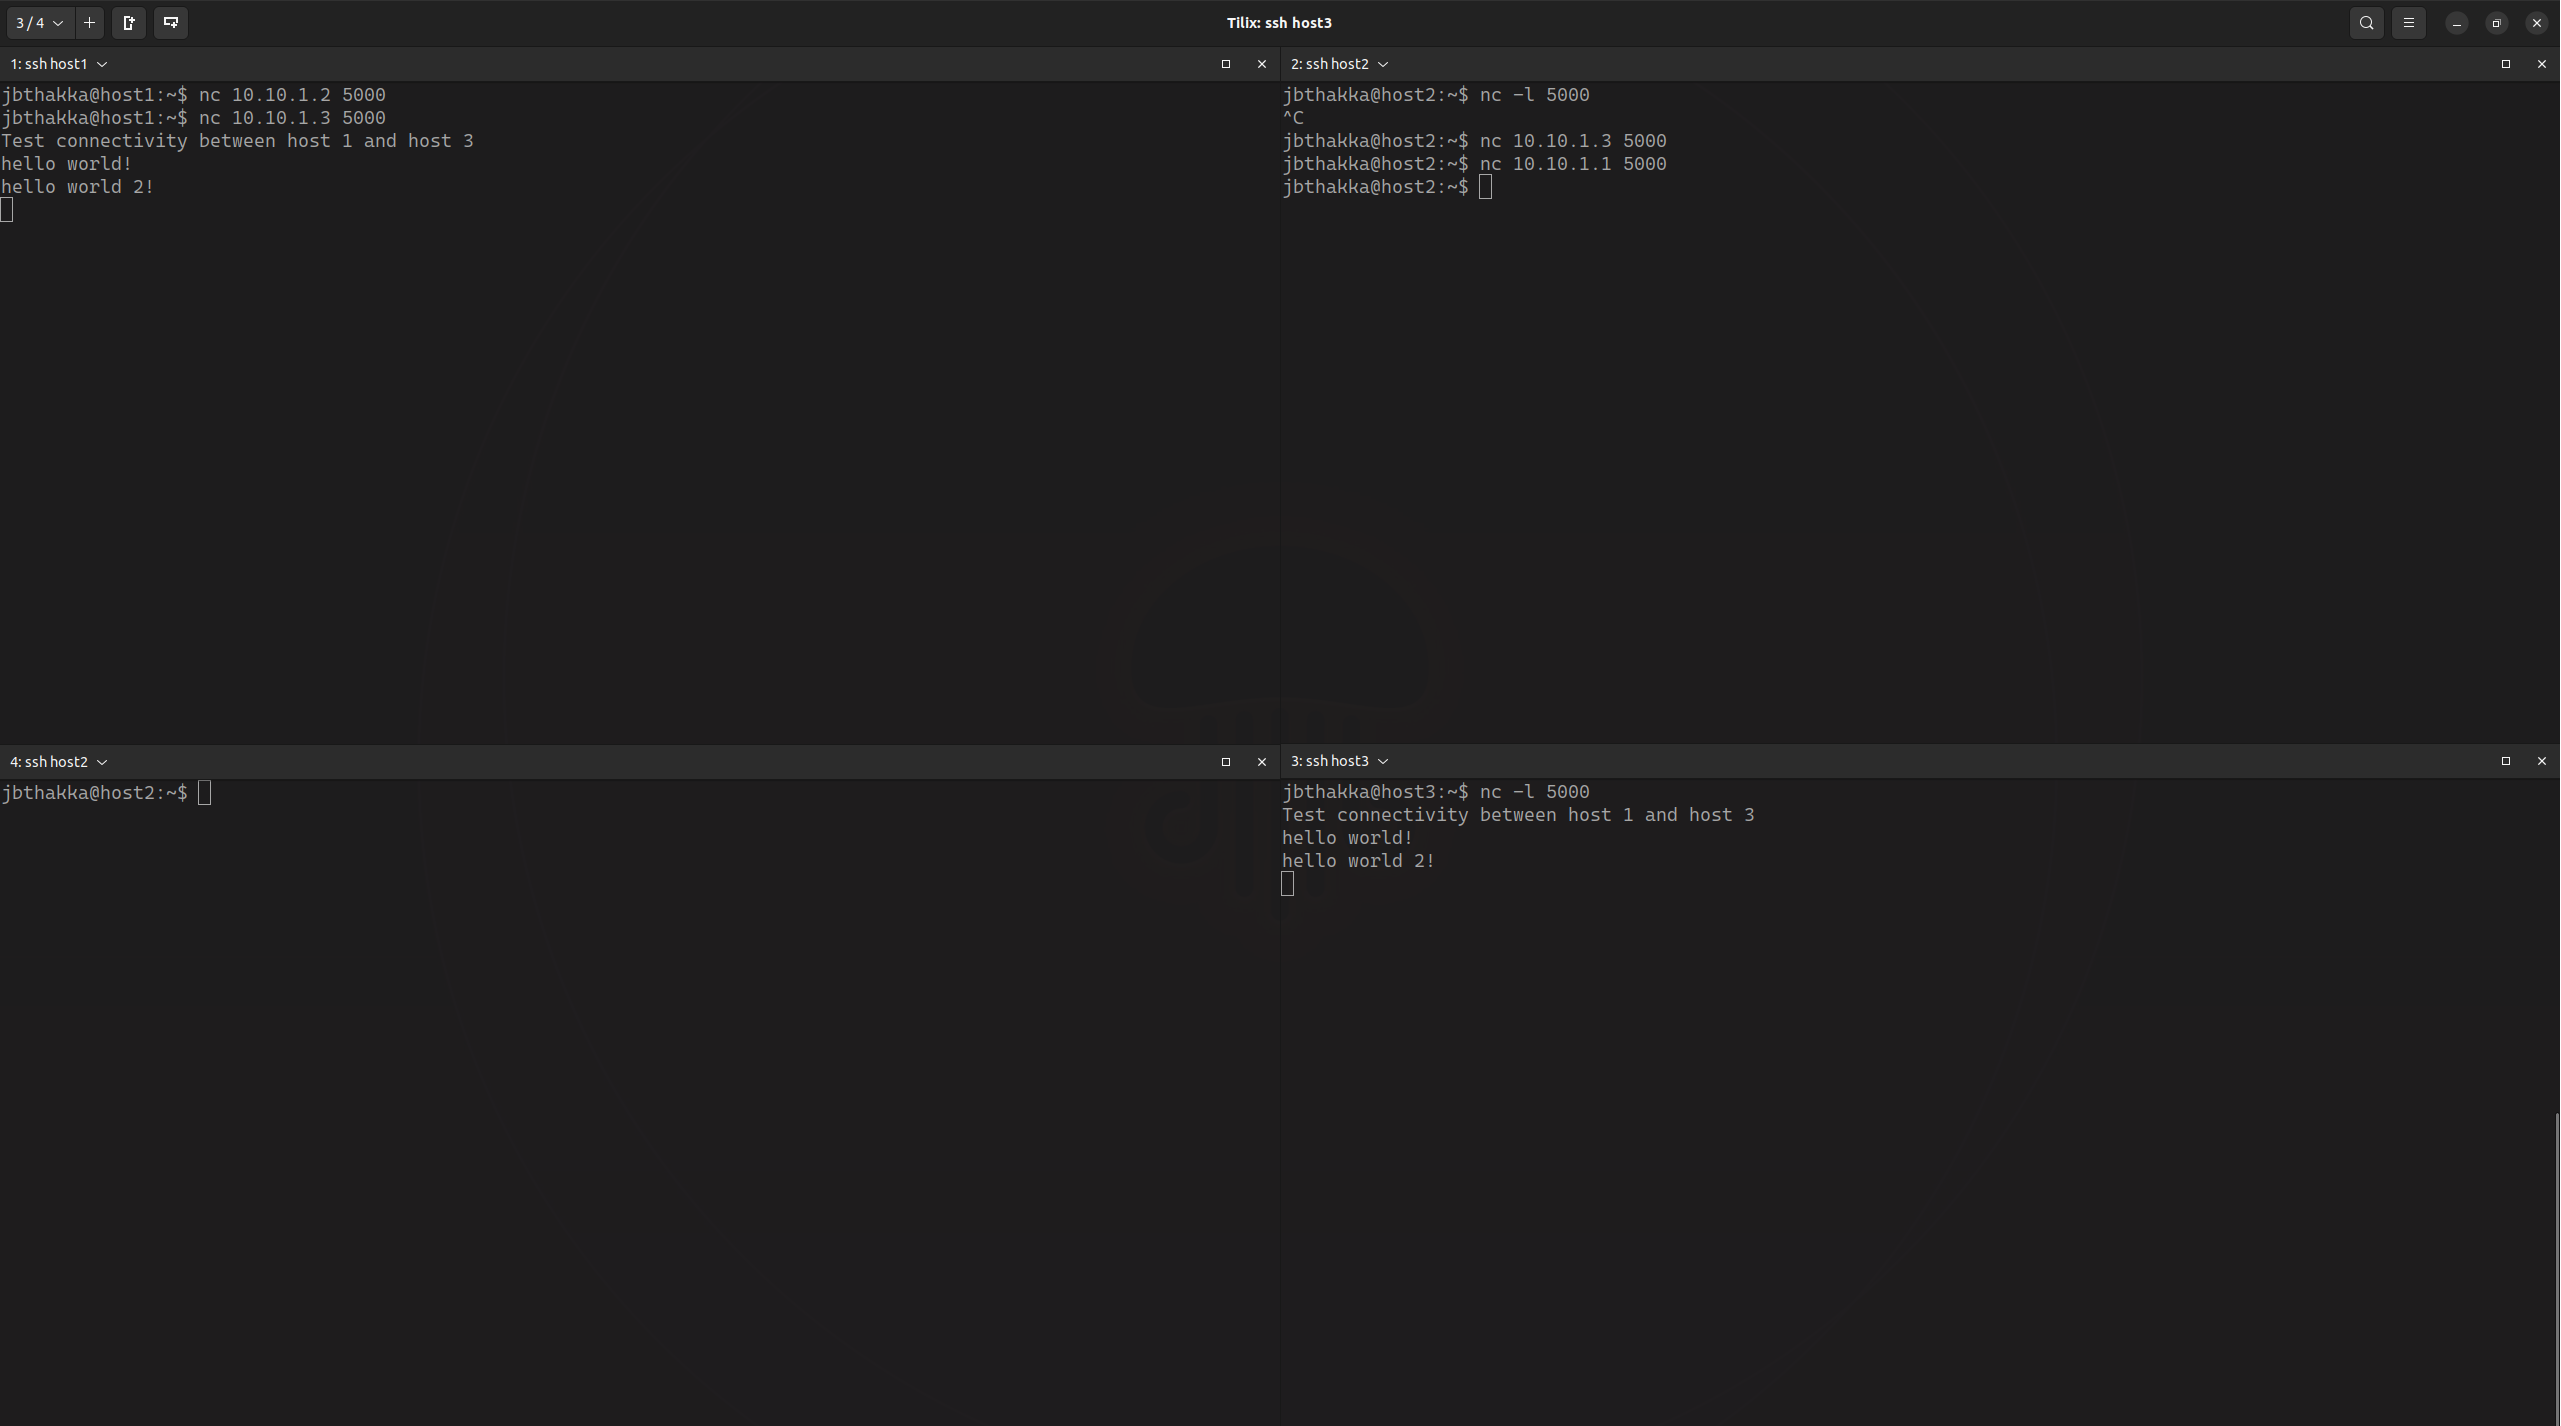 3 / 4
Tilix: ssh host3
1: ssh host1
jbthakka@host1:~$ nc 10.10.1.2 5000
jbthakka@host1:~$ nc 10.10.1.3 5000
Test connectivity between host 1 and host 3
hello world!
hello world 2!
2: ssh host2
jbthakka@host2:~$ nc -l 5000
^C
jbthakka@host2:~$ nc 10.10.1.3 5000
jbthakka@host2:~$ nc 10.10.1.1 5000
jbthakka@host2:~$
4: ssh host2
jbthakka@host2:~$
3: ssh host3
jbthakka@host3:~$ nc -l 5000
Test connectivity between host 1 and host 3
hello world!
hello world 2!